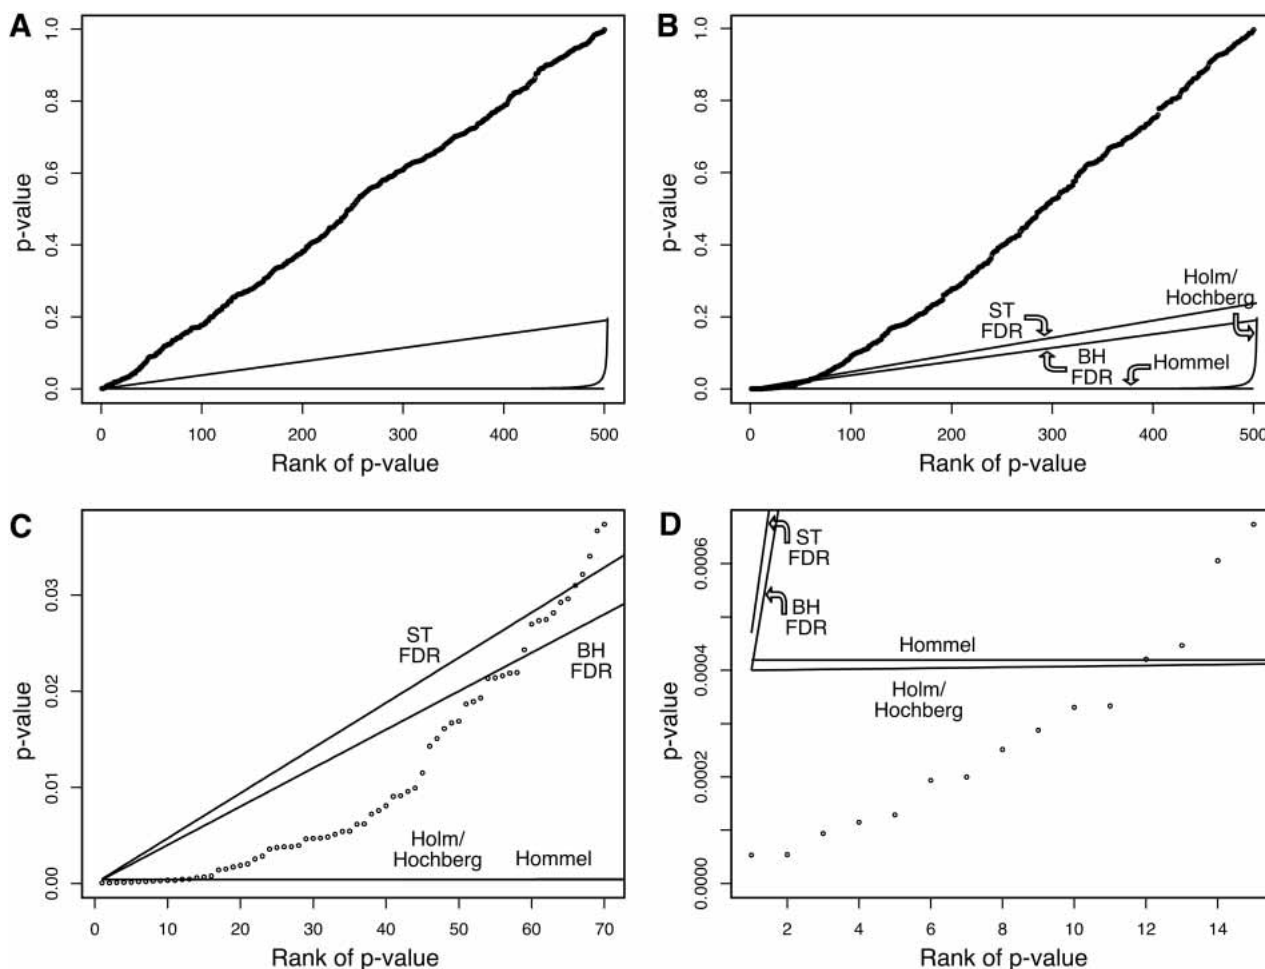 A
p-value
0.0
0.2
0.4
0.6
0.8
1.0
0
100
200
300
400
500
Rank of p-value
B
p-value
0.0
0.2
0.4
0.6
0.8
1.0
Holm/
Hochberg
ST
FDR
BH
FDR
Hommel
0
100
200
300
400
500
Rank of p-value
C
p-value
0.00
0.01
0.02
0.03
ST
FDR
BH
FDR
Holm/
Hochberg
Hommel
0
10
20
30
40
50
60
70
Rank of p-value
D
p-value
0.0000
0.0002
0.0004
0.0006
ST
FDR
BH
FDR
Hommel
Holm/
Hochberg
2
4
6
8
10
12
14
Rank of p-value